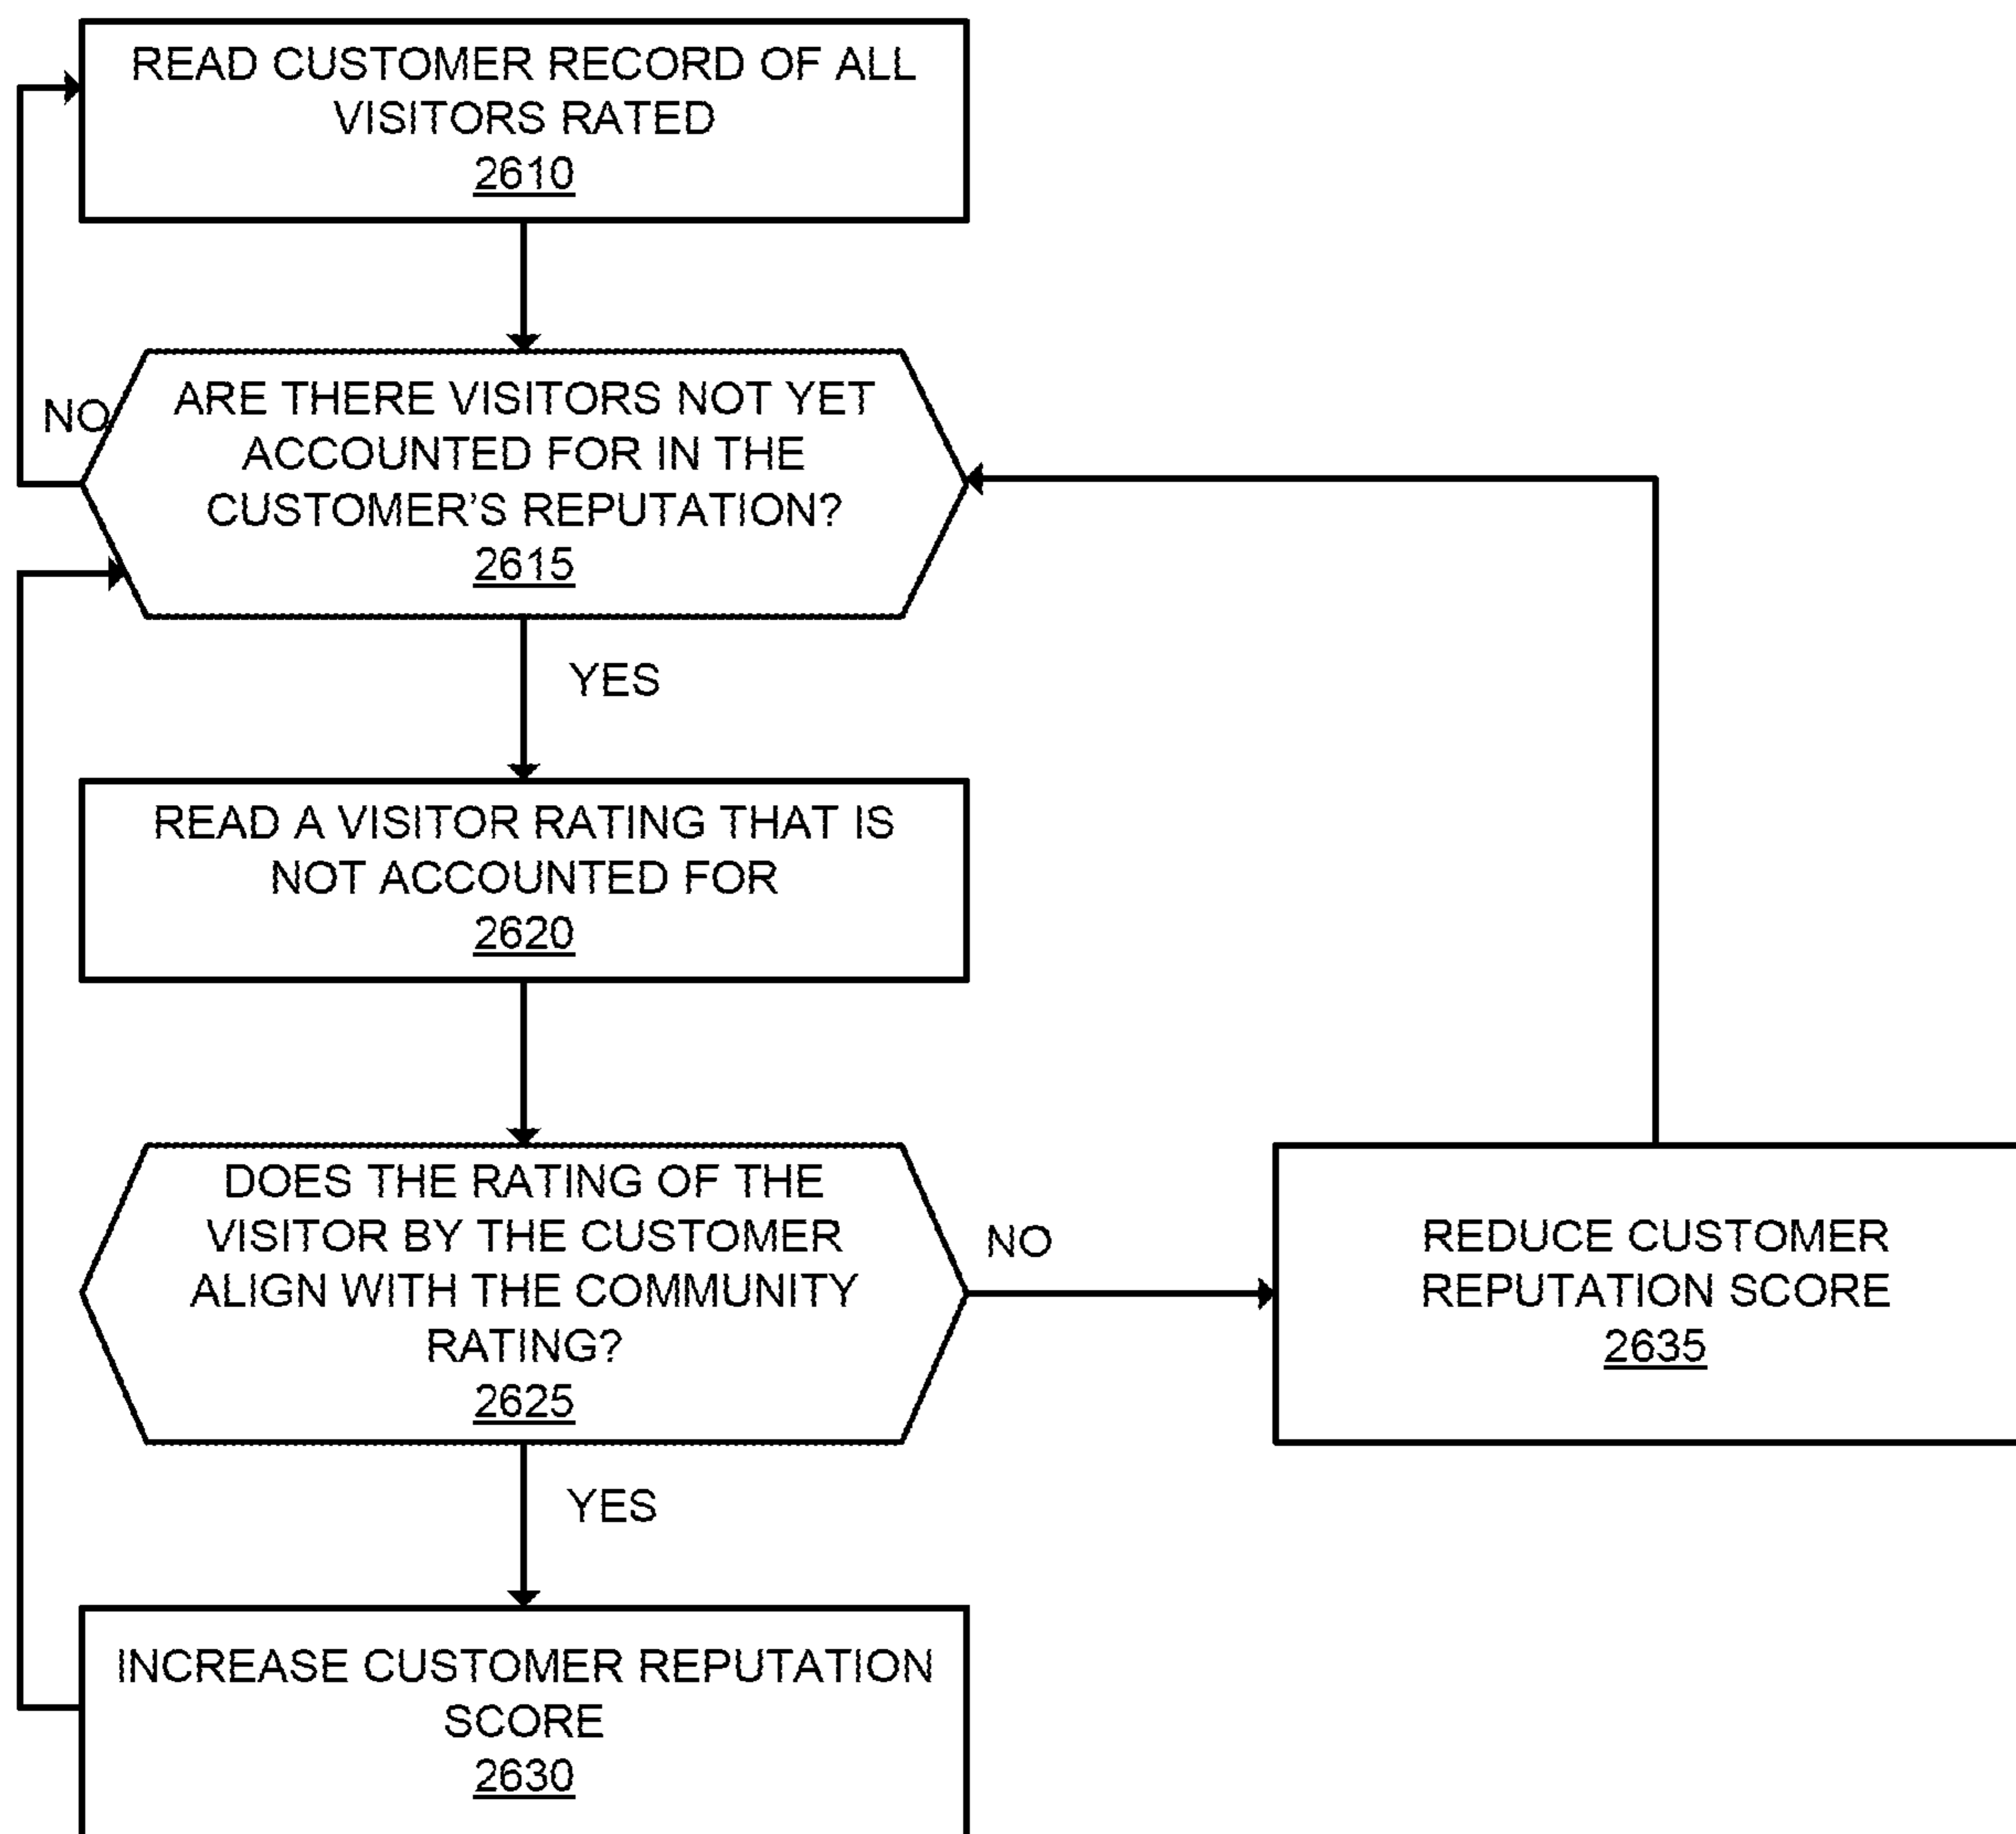 READ CUSTOMER RECORD OF ALL
VISITORS RATED
2610
NO
ARE THERE VISITORS NOT YET
ACCOUNTED FOR IN THE
CUSTOMER'S REPUTATION?
2615
YES
READ A VISITOR RATING THAT IS
NOT ACCOUNTED FOR
2620
DOES THE RATING OF THE
VISITOR BY THE CUSTOMER
ALIGN WITH THE COMMUNITY
RATING?
2625
NO
REDUCE CUSTOMER
REPUTATION SCORE
2635
YES
INCREASE CUSTOMER REPUTATION
SCORE
2630